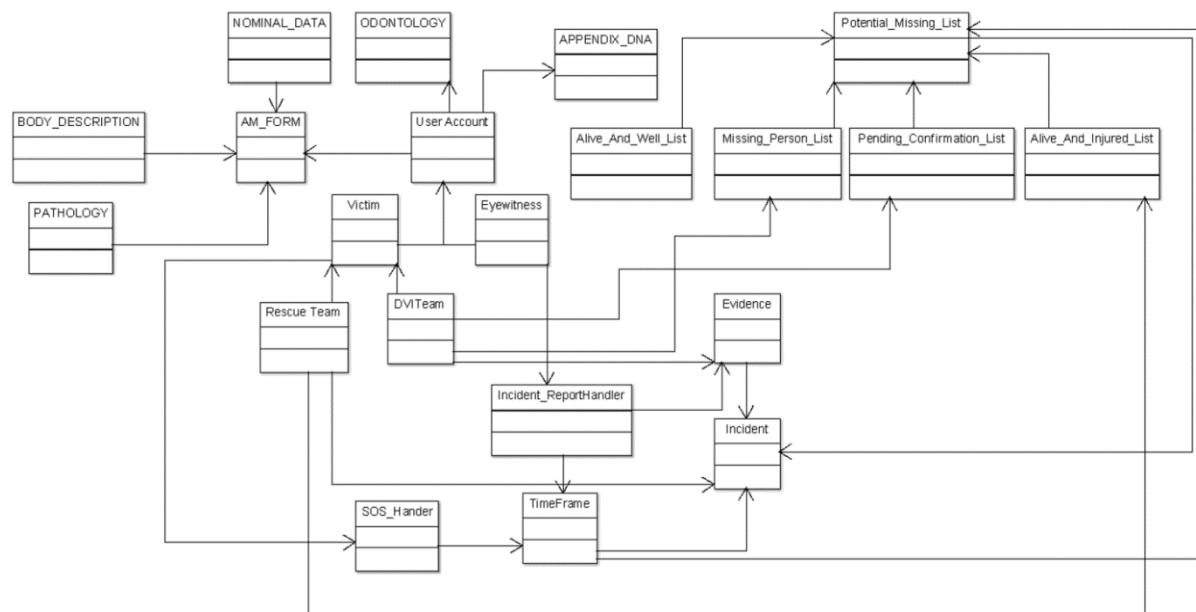 NOMINAL_DATA
ODONTOLOGY
APPENDIX_DNA
Potential_Missing_List
BODY_DESCRIPTION
AM_FORM
User Account
Alive_And_Well_List
Missing_Person_List
Pending_Confirmation_List
Alive_And_Injured_List
PATHOLOGY
Victim
Eyewitness
Rescue Team
DVITeam
Evidence
Incident_ReportHandler
Incident
SOS_Hander
TimeFrame